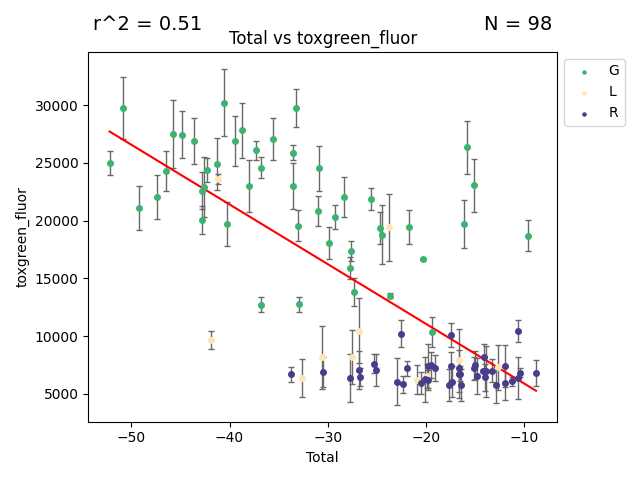 r^2 = 0.51
N = 98
Total vs toxgreen_fluor
G
L
R
toxgreen_fluor
30000
25000
20000
15000
10000
5000
−50
−40
−30
−20
−10
Total